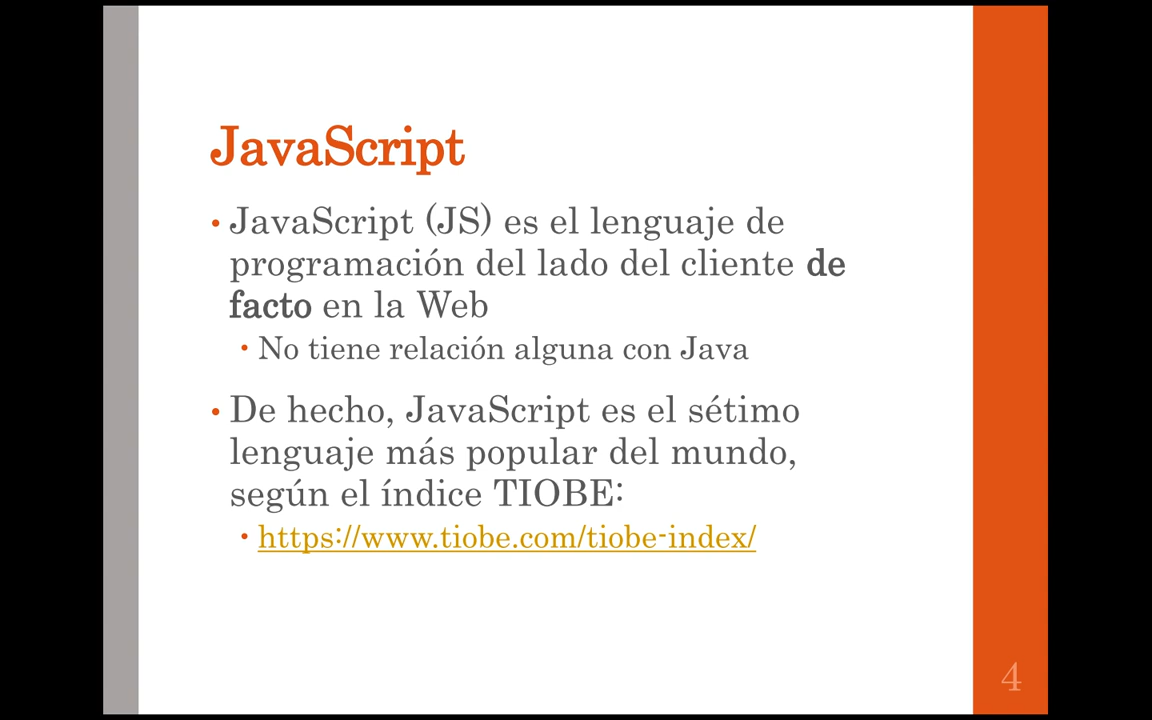 JavaScript
• JavaScript (JS) es el lenguaje de
programación del lado del cliente de
facto en la Web
• No tiene relación alguna con Java
• De hecho, JavaScript es el sétimo
lenguaje más popular del mundo,
según el índice TIOBE:
• https://www.tiobe.com/tiobe-index/
4